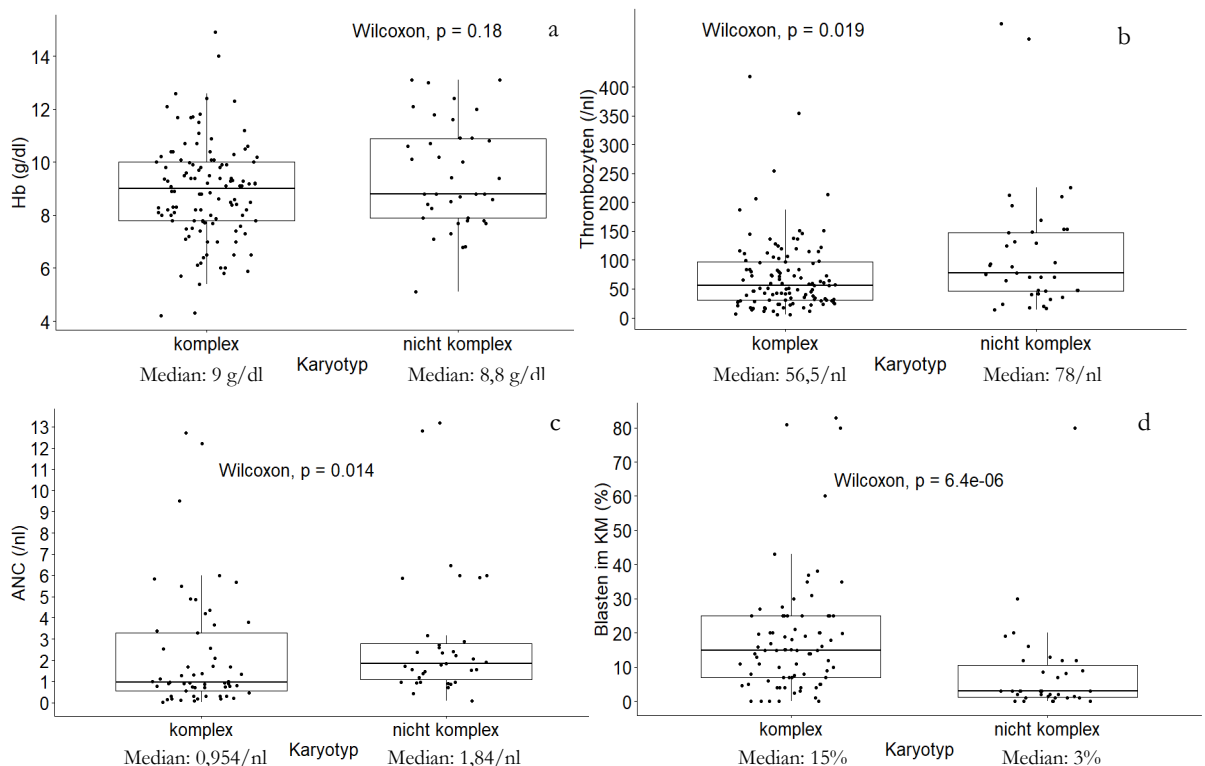 Wilcoxon, p = 0.18
a
Hb (g/dl)
14
12
10
8
6
4
komplex
nicht komplex
Karyotyp
Median: 9 g/dl
Median: 8,8 g/dl
Wilcoxon, p = 0.019
b
Thrombozyten (/nl)
400
350
300
250
200
150
100
50
0
komplex
nicht komplex
Karyotyp
Median: 56,5/nl
Median: 78/nl
c
Wilcoxon, p = 0.014
ANC (/nl)
13
12
11
10
9
8
7
6
5
4
3
2
1
0
komplex
nicht komplex
Karyotyp
Median: 0,954/nl
Median: 1,84/nl
d
Wilcoxon, p = 6.4e-06
Blasten im KM (%)
80
70
60
50
40
30
20
10
0
komplex
nicht komplex
Karyotyp
Median: 15%
Median: 3%